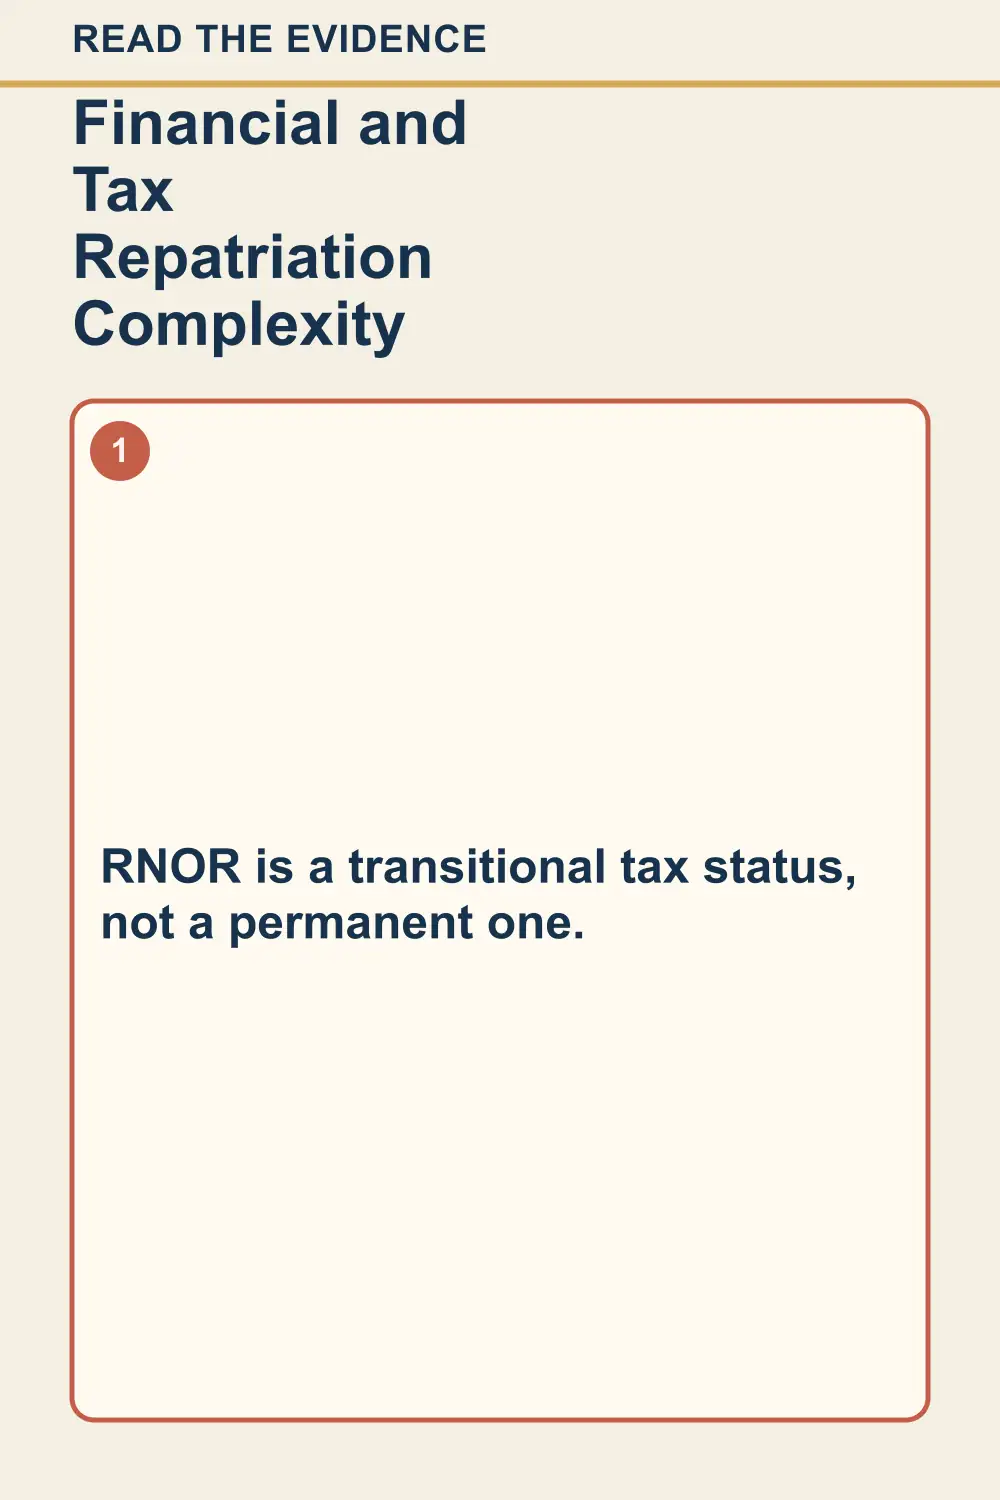 READ THE EVIDENCE
Financial and
Tax
Repatriation
Complexity
1
RNOR is a transitional tax status,
not a permanent one.